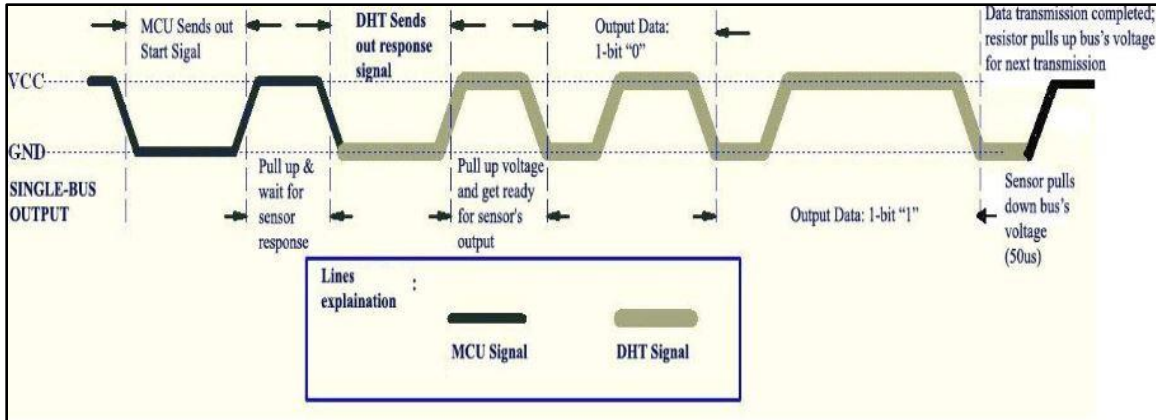 MCU Sends out
Start Sigal
DHT Sends
out response
signal
Output Data:
1-bit “0”
Data transmission completed;
resistor pulls up bus’s voltage
for next transmission
VCC
GND
SINGLE-BUS
OUTPUT
Pull up &
wait for
sensor
response
Pull up voltage
and get ready
for sensor's
output
Output Data: 1-bit “1”
Sensor pulls
down bus’s
voltage
(50us)
Lines :
explaination
MCU Signal
DHT Signal